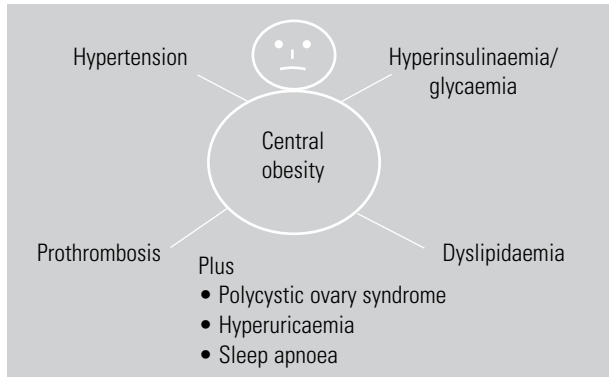 Hypertension
Hyperinsulinaemia/
glycaemia
Central
obesity
Prothrombosis
Dyslipidaemia
Plus
• Polycystic ovary syndrome
• Hyperuricaemia
• Sleep apnoea